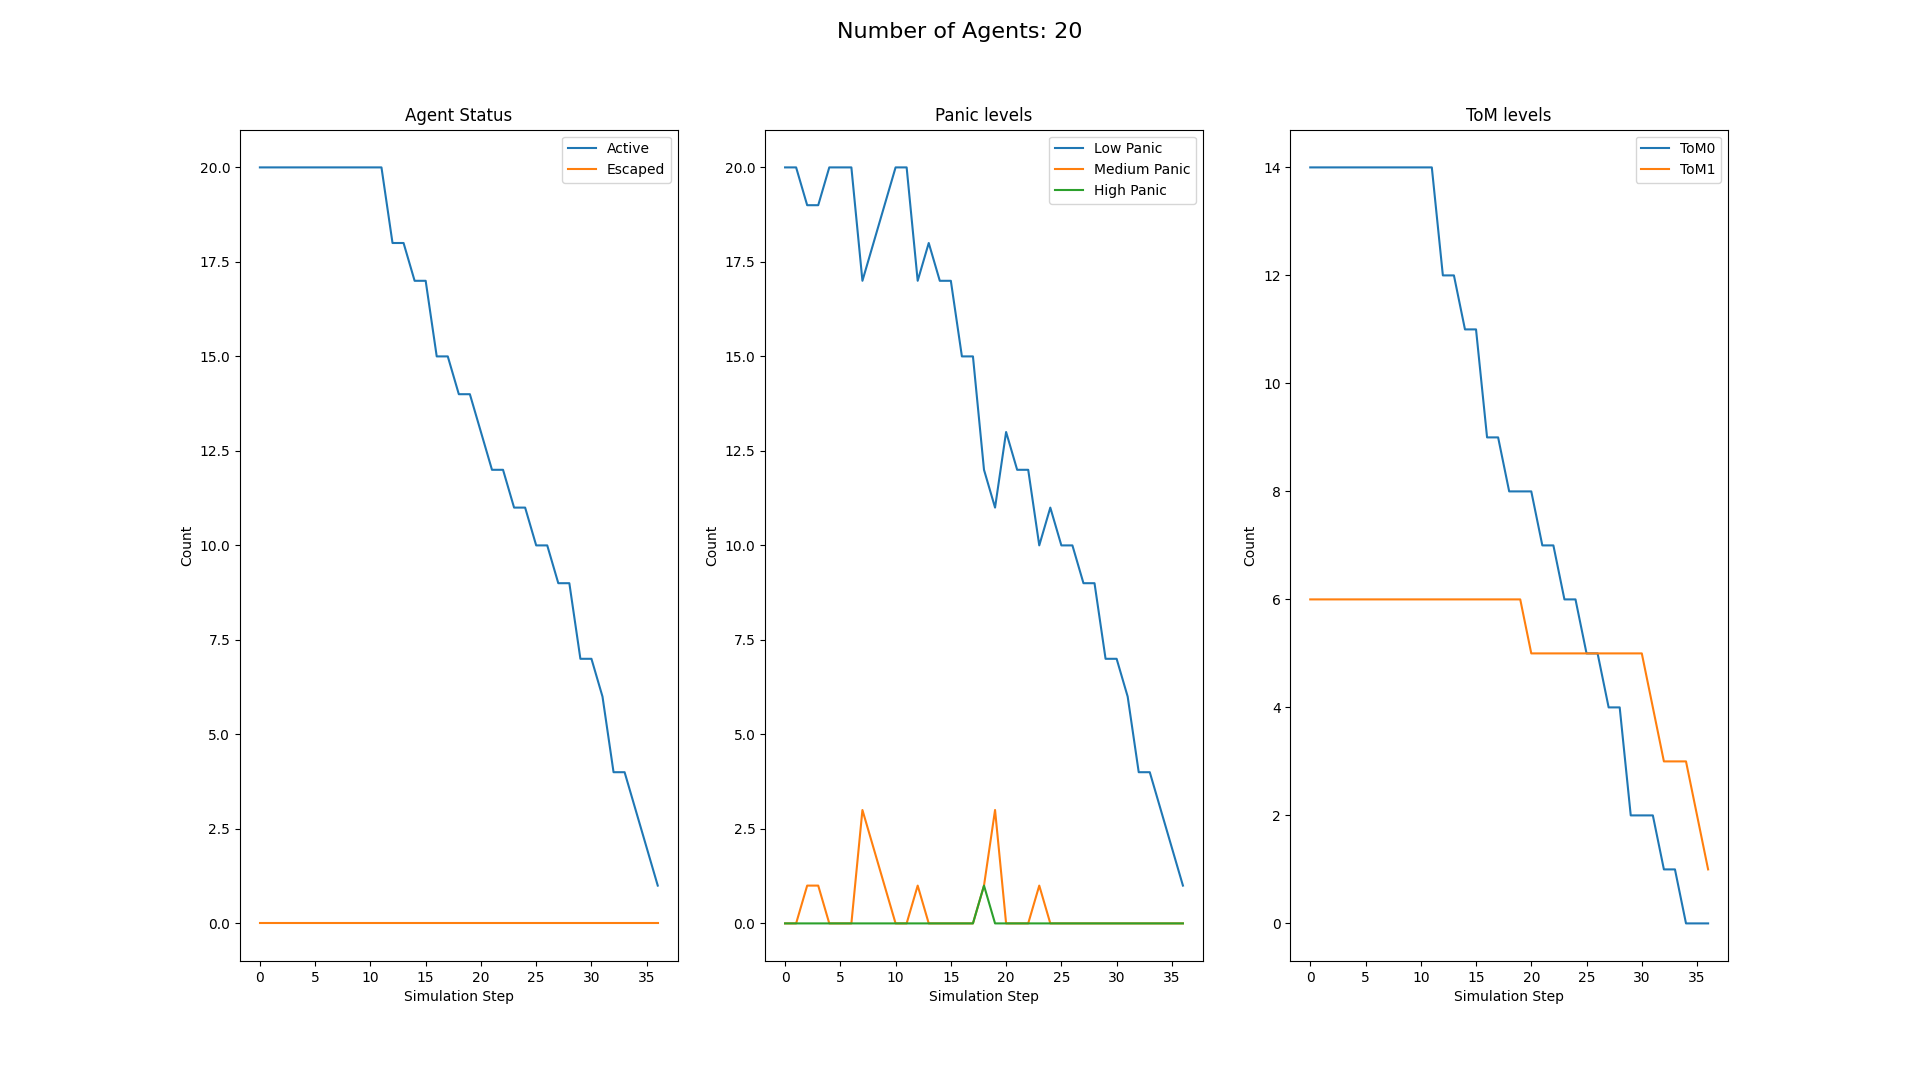 Number of Agents: 20
Agent Status
Active
Escaped
20.0
17.5
15.0
12.5
10.0
7.5
5.0
2.5
0.0
Count
0 5 10 15 20 25 30 35
Simulation Step
Panic levels
Low Panic
Medium Panic
High Panic
20.0
17.5
15.0
12.5
10.0
7.5
5.0
2.5
0.0
Count
0 5 10 15 20 25 30 35
Simulation Step
ToM levels
ToM0
ToM1
14
12
10
8
6
4
2
0
Count
0 5 10 15 20 25 30 35
Simulation Step